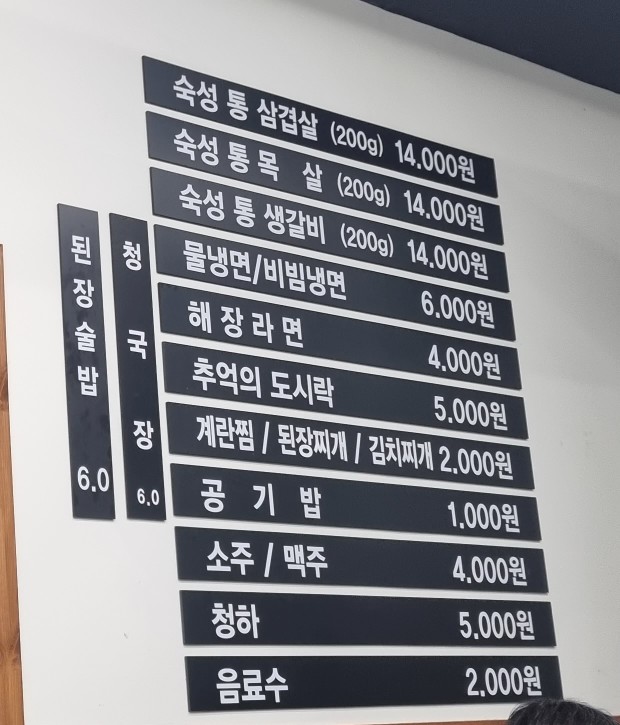 숙성 통 삼겹살 (200g) 14.000원
숙성 통 목 살 (200g) 14.000원
숙성 통 생갈비 (200g) 14.000원
물냉면/비빔냉면 6.000원
해 장 라 면 4.000원
추억의 도시락 5.000원
계란찜 / 된장찌개 / 김치찌개 2.000원
공 기 밥 1.000원
소주 / 맥주 4.000원
청하 5.000원
음료수 2.000원
된장술밥 6.0
청국장 6.0